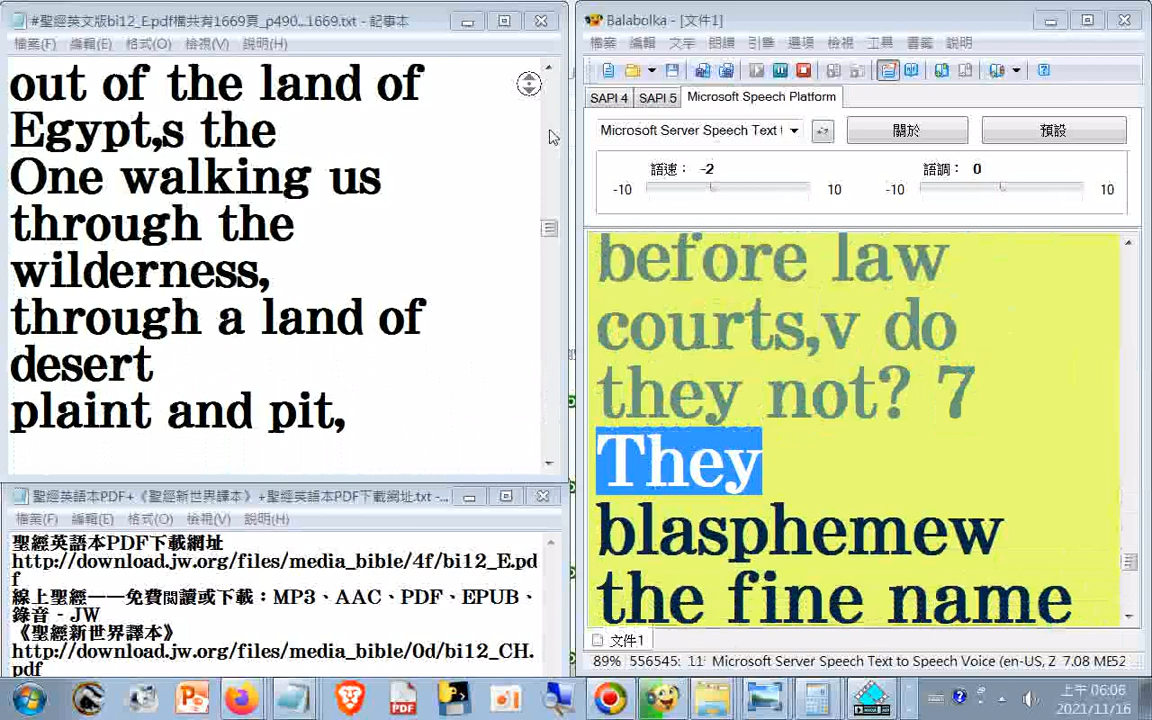 #聖經英文版bi12_E.pdf檔共有1669頁_p490...1669.txt - 記事本
檔案(F) 編輯(E) 格式(O) 檢視(V) 說明(H)
out of the land of
Egypt,s the
One walking us
through the
wilderness,
through a land of
desert
plaint and pit,
聖經英語本PDF+《聖經新世界譯本》+聖經英語本PDF下載網址.txt -...
檔案(F) 編輯(E) 格式(O) 檢視(V) 說明(H)
聖經英語本PDF下載網址
http://download.jw.org/files/media_bible/4f/bi12_E.pd
f
線上聖經——免費閱讀或下載：MP3、AAC、PDF、EPUB、
錄音 - JW
《聖經新世界譯本》
http://download.jw.org/files/media_bible/0d/bi12_CH.
pdf
Balabolka - [文件1]
檔案 編輯 文字 朗讀 引擎 選項 檢視 工具 書籤 說明
SAPI 4 SAPI 5 Microsoft Speech Platform
Microsoft Server Speech Text 關於 預設
語速： -2 語調： 0
-10 10 -10 10
before law
courts,v do
they not? 7
They
blasphemew
the fine name
文件1
89% 556545: 11 Microsoft Server Speech Text to Speech Voice (en-US, Z 7.08 ME52
上午 06:06
2021/11/16